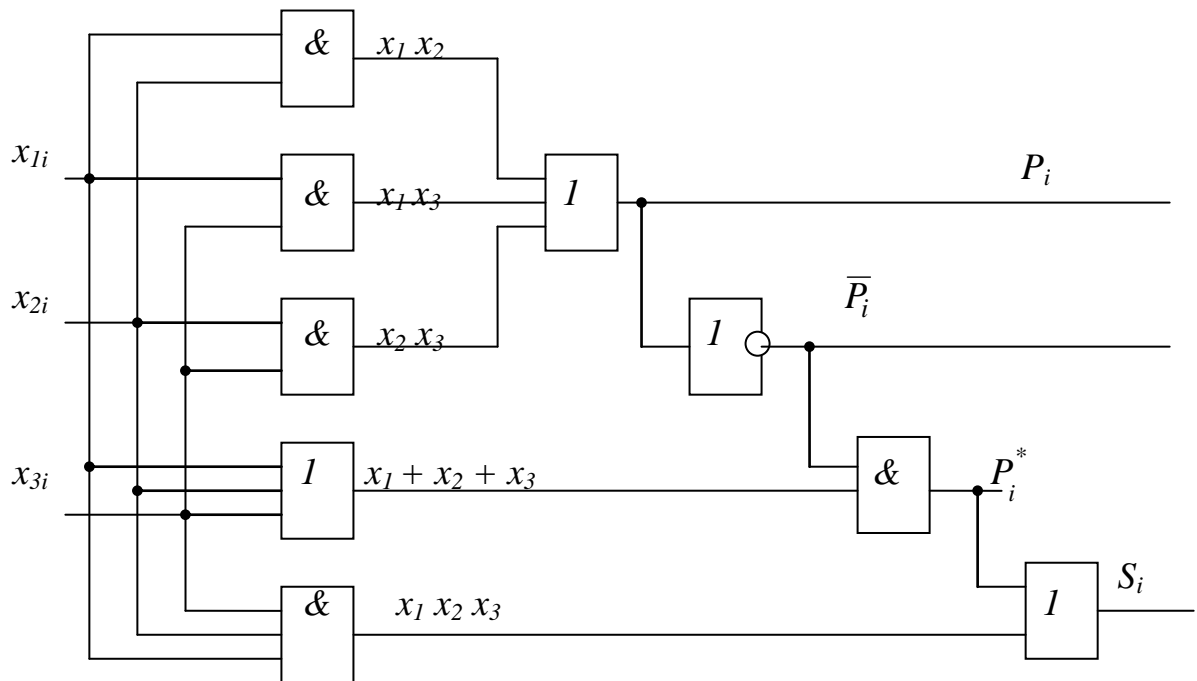 &
x₁ x₂
x₁ᵢ
&
x₁ x₃
1
Pᵢ
x₂ᵢ
&
x₂ x₃
1
P̅ᵢ
x₃ᵢ
1
x₁ + x₂ + x₃
&
Pᵢ*
&
x₁ x₂ x₃
1
Sᵢ